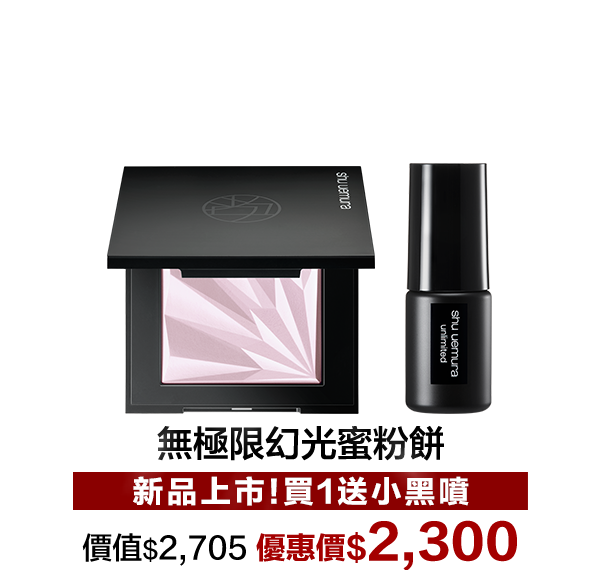 shu uemura
shu uemura
unlimited
無極限幻光蜜粉餅
新品上市!買1送小黑噴
價值$2,705 優惠價$2,300